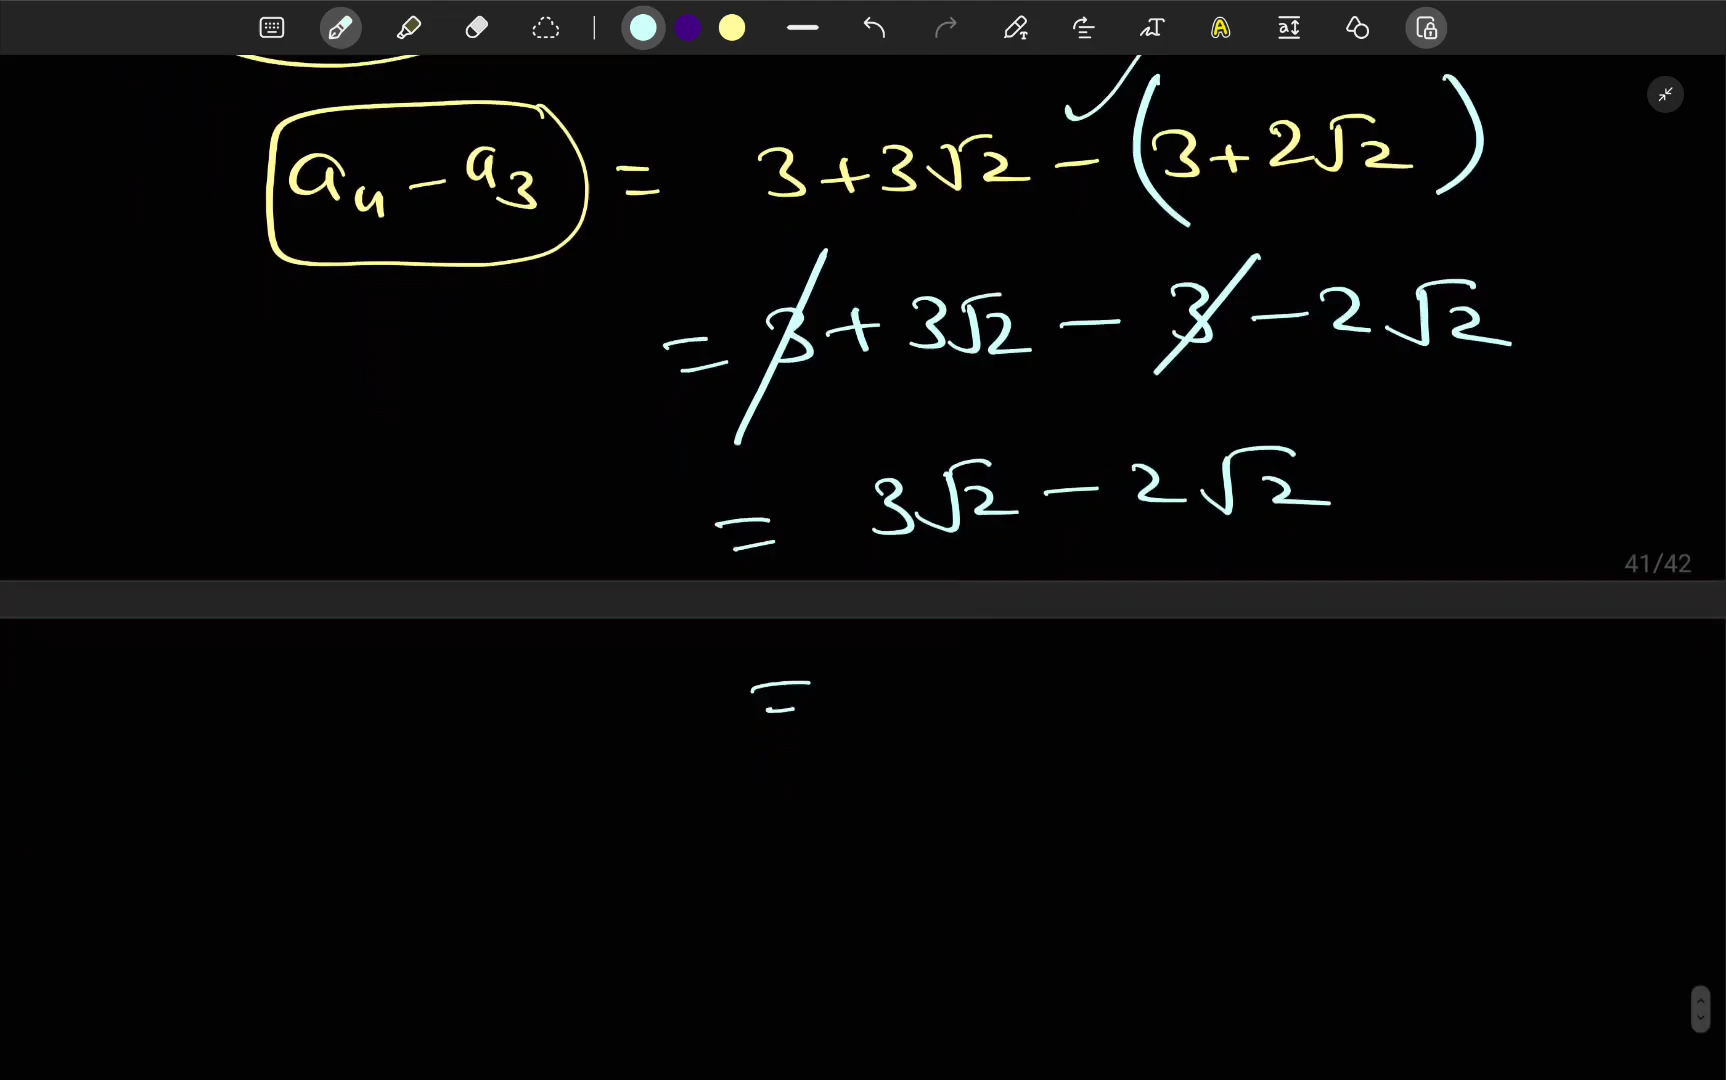 a₄ - a₃ = 3+3√2 - (3+2√2)
= 3 + 3√2 - 3 - 2√2
= 3√2 - 2√2
41/42
=